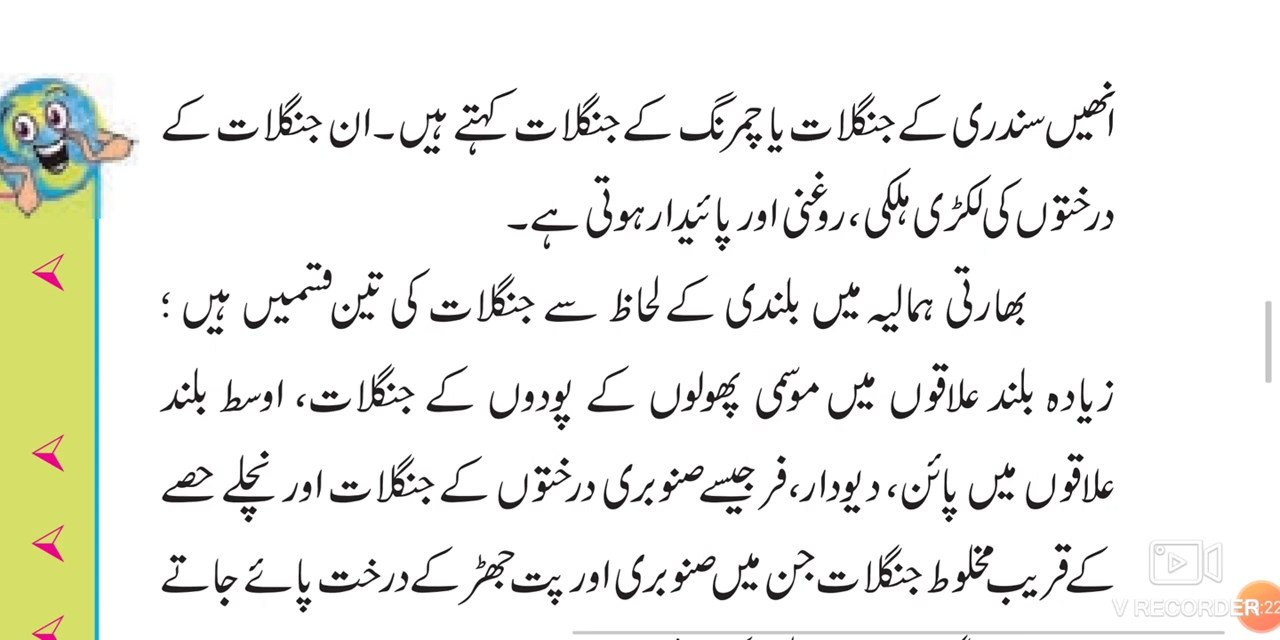 انھیں سندری کے جنگلات یا چمرنگ کے جنگلات کہتے ہیں۔ ان جنگلات کے
درختوں کی لکڑی ہلکی، روغنی اور پائیدار ہوتی ہے۔
بھارتی ہمالیہ میں بلندی کے لحاظ سے جنگلات کی تین قسمیں ہیں ؛
زیادہ بلند علاقوں میں موسمی پھولوں کے پودوں کے جنگلات، اوسط بلند
علاقوں میں پائن، دیودار، فر جیسے صنوبری درختوں کے جنگلات اور نچلے حصے
کے قریب مخلوط جنگلات جن میں صنوبری اور پت جھڑ کے درخت پائے جاتے
V RECORDER
:22